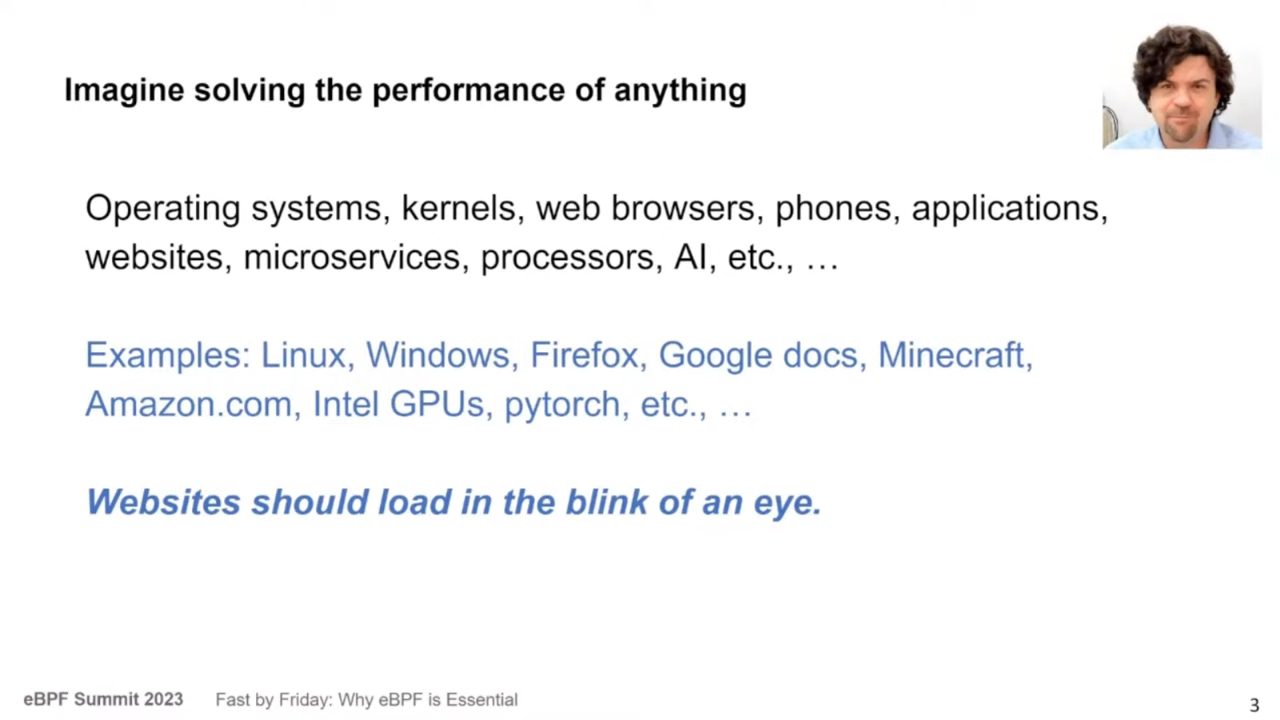 Imagine solving the performance of anything
Operating systems, kernels, web browsers, phones, applications,
websites, microservices, processors, AI, etc., …
Examples: Linux, Windows, Firefox, Google docs, Minecraft,
Amazon.com, Intel GPUs, pytorch, etc., …
Websites should load in the blink of an eye.
eBPF Summit 2023 Fast by Friday: Why eBPF is Essential
3